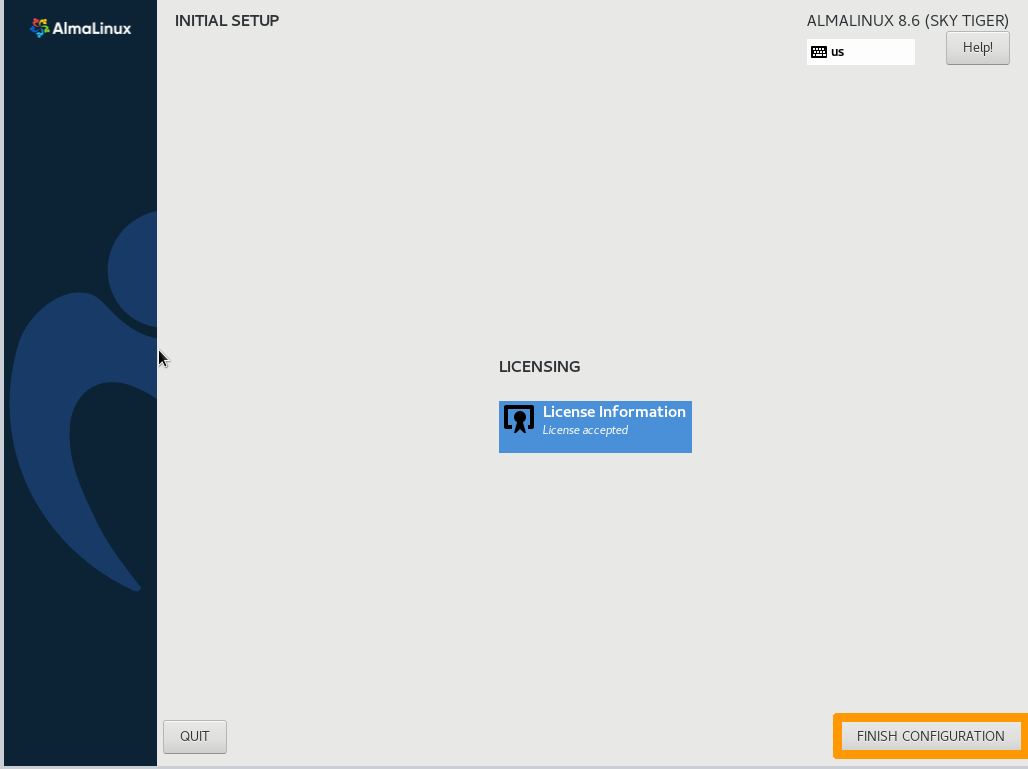 AlmaLinux
INITIAL SETUP
ALMALINUX 8.6 (SKY TIGER)
us
Help!
LICENSING
License Information
License accepted
QUIT
FINISH CONFIGURATION